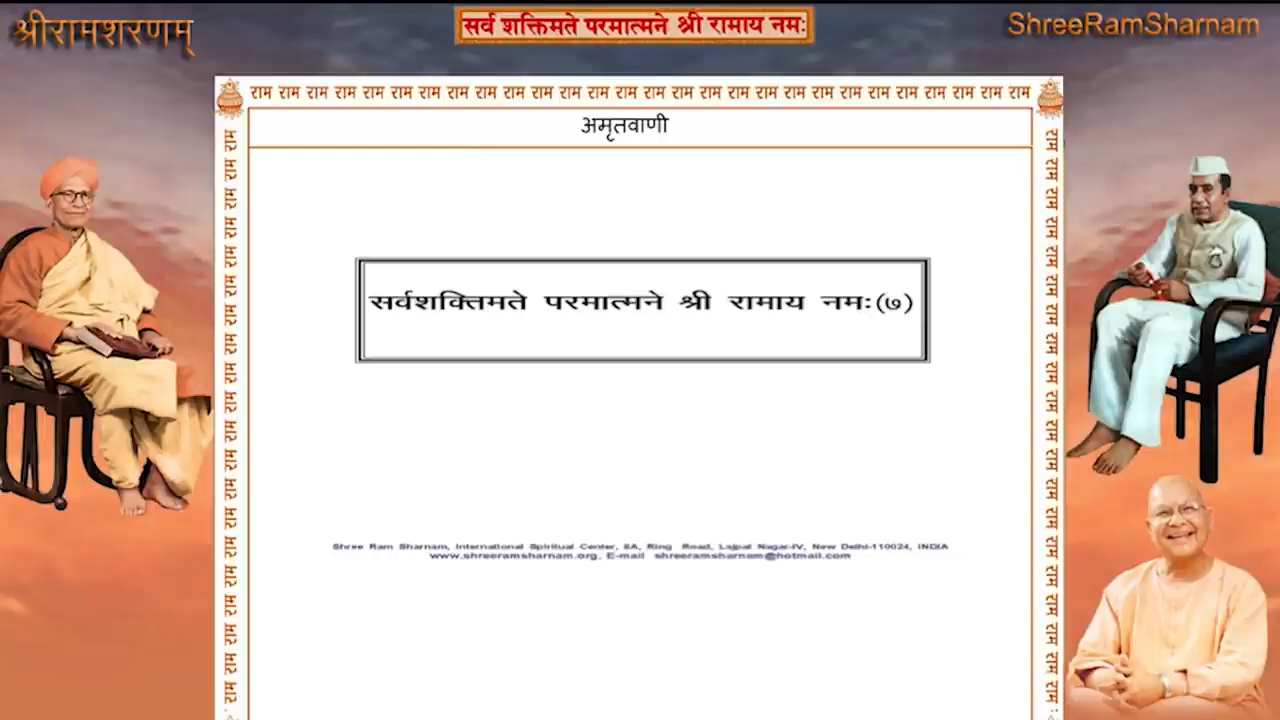 श्रीरामशरणम्
सर्व शक्तिमते परमात्मने श्री रामाय नमः
ShreeRamSharnam
राम राम राम राम राम राम राम राम राम राम राम राम राम राम राम राम राम राम राम राम राम राम राम राम राम राम राम राम
अमृतवाणी
राम राम राम राम राम राम राम राम राम राम राम राम राम राम राम राम राम राम राम राम
राम राम राम राम राम राम राम राम राम राम राम राम राम राम राम राम राम राम राम राम
सर्वशक्तिमते परमात्मने श्री रामाय नमः(७)
Shree Ram Sharnam, International Spiritual Center, 8A, Ring Road, Lajpat Nagar-IV, New Delhi-110024, INDIA
www.shreeramsharnam.org, E-mail shreeramsharnam@hotmail.com